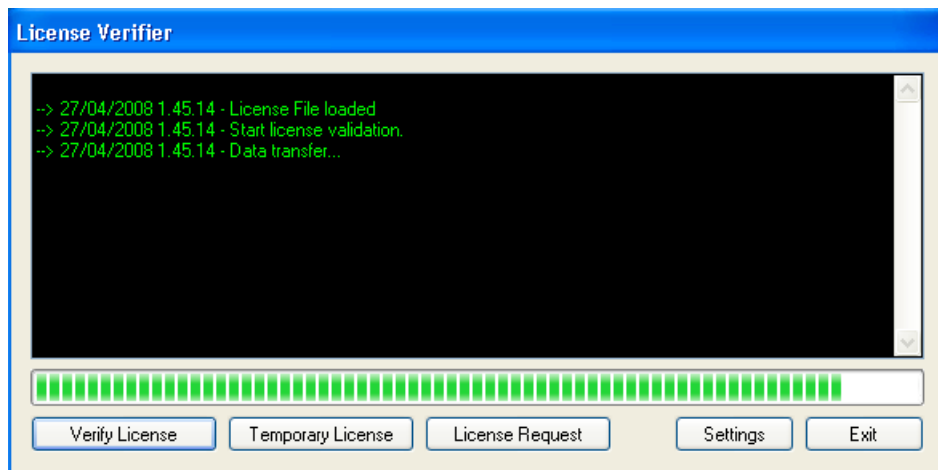 License Verifier
--> 27/04/2008 1.45.14 - License File loaded
--> 27/04/2008 1.45.14 - Start license validation.
--> 27/04/2008 1.45.14 - Data transfer...
Verify License Temporary License License Request Settings Exit